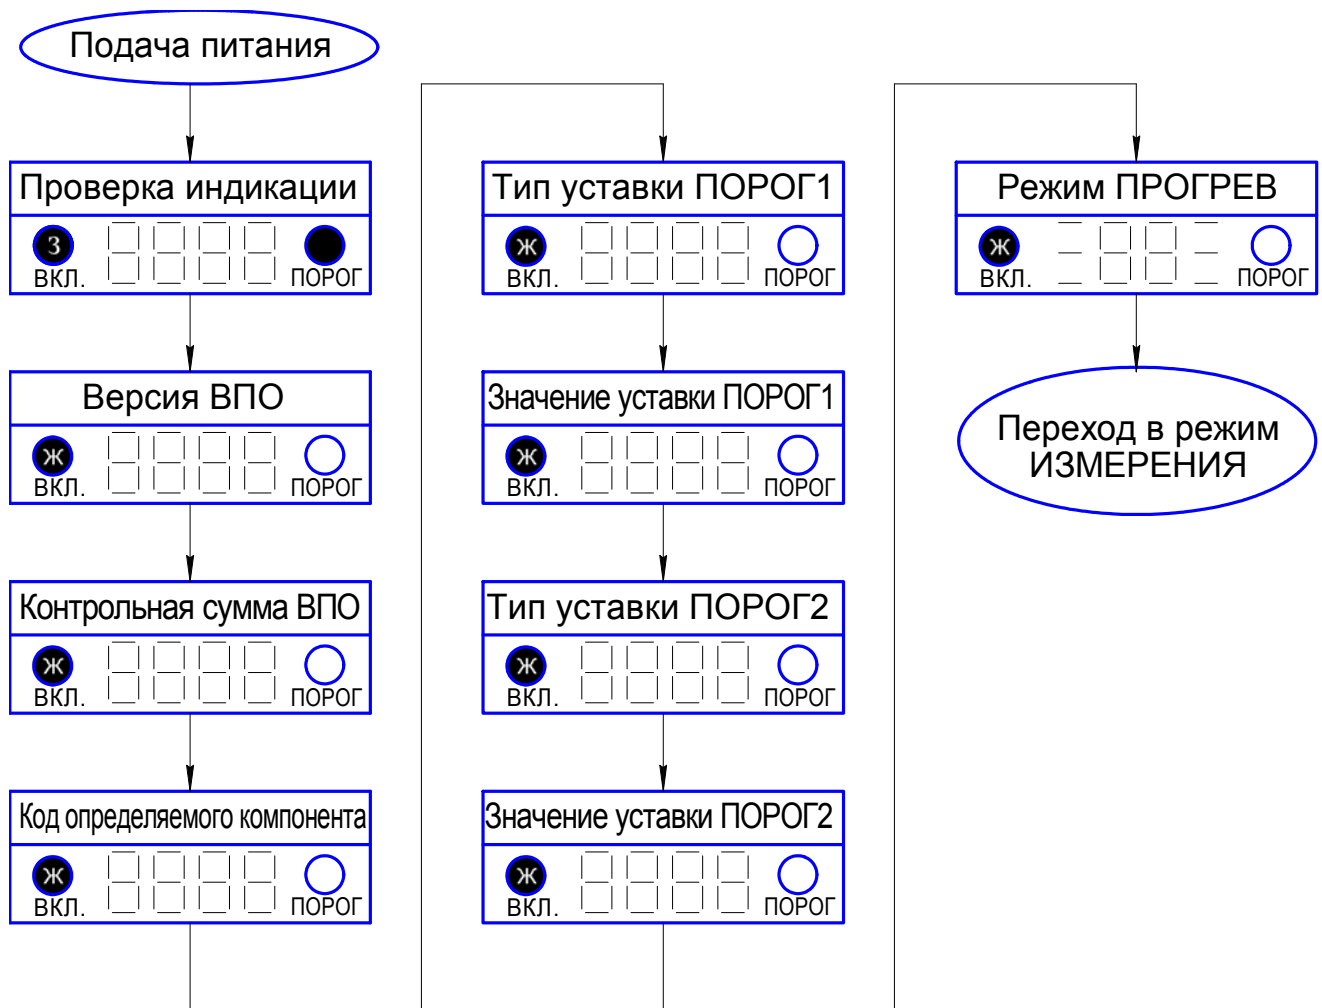 Подача питания
Проверка индикации
З
ВКЛ.
ПОРОГ
Версия ВПО
Ж
ВКЛ.
ПОРОГ
Контрольная сумма ВПО
Ж
ВКЛ.
ПОРОГ
Код определяемого компонента
Ж
ВКЛ.
ПОРОГ
Тип уставки ПОРОГ1
Ж
ВКЛ.
ПОРОГ
Значение уставки ПОРОГ1
Ж
ВКЛ.
ПОРОГ
Тип уставки ПОРОГ2
Ж
ВКЛ.
ПОРОГ
Значение уставки ПОРОГ2
Ж
ВКЛ.
ПОРОГ
Режим ПРОГРЕВ
Ж
ВКЛ.
ПОРОГ
Переход в режим
ИЗМЕРЕНИЯ